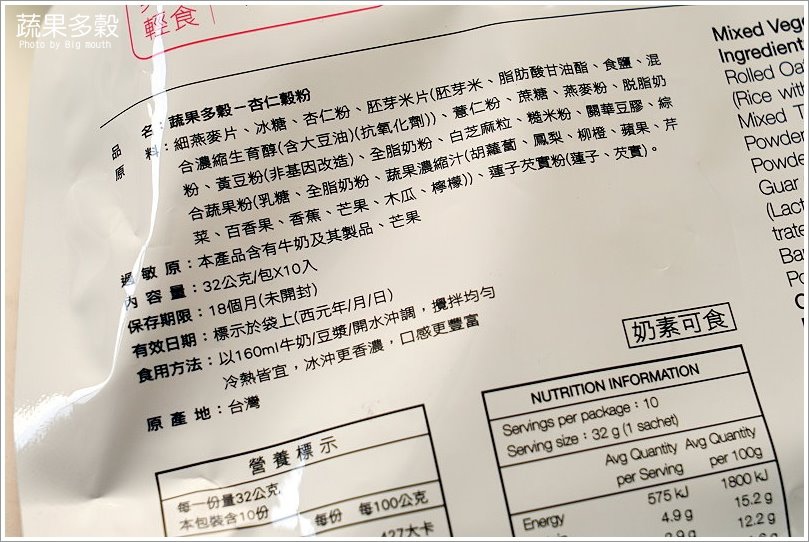 蔬果多穀
Photo by Big mouth
輕食
品　名：蔬果多穀－杏仁穀粉
原　料：細燕麥片、冰糖、杏仁粉、胚芽米片(胚芽米、脂肪酸甘油酯、食鹽、混
合濃縮生育醇(含大豆油)(抗氧化劑))、薏仁粉、蔗糖、燕麥粉、脫脂奶
粉、黃豆粉(非基因改造)、全脂奶粉、白芝麻粒、糙米粉、關華豆膠、綜
合蔬果粉(乳糖、全脂奶粉、蔬果濃縮汁(胡蘿蔔、鳳梨、柳橙、蘋果、芹
菜、百香果、香蕉、芒果、木瓜、檸檬))、蓮子芡實粉(蓮子、芡實)。
過敏原：本產品含有牛奶及其製品、芒果
內容量：32公克/包X10入
保存期限：18個月(未開封)
有效日期：標示於袋上(西元年/月/日)
食用方法：以160ml牛奶/豆漿/開水沖調，攪拌均勻
冷熱皆宜，冰沖更香濃，口感更豐富
原產地：台灣
奶素可食
營養標示
每一份量32公克
本包裝含10份
每份 每100公克
427大卡
NUTRITION INFORMATION
Servings per package：10
Serving size：32 g (1 sachet)
Avg Quantity per Serving
Avg Quantity per 100g
Energy 575 kJ 1800 kJ
4.9 g 15.2 g
12.2 g
Mixed
Ingredient
Rolled
(Rice with
Mixed
Guar